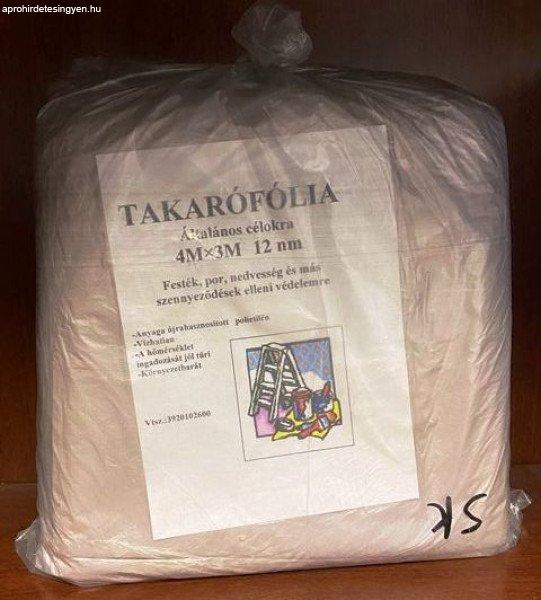 aprohirdetesingyen.hu
TAKARÓFÓLIA
Általános célokra
4M×3M 12 nm
Festék, por, nedvesség és más
szennyeződések elleni védelemre
-Anyaga újrahasznosított polietilén
-Vízhatlan
-A hőmérséklet
ingadozását jól tűri
-Környezetbarát
Vtsz.:3920102600
SK